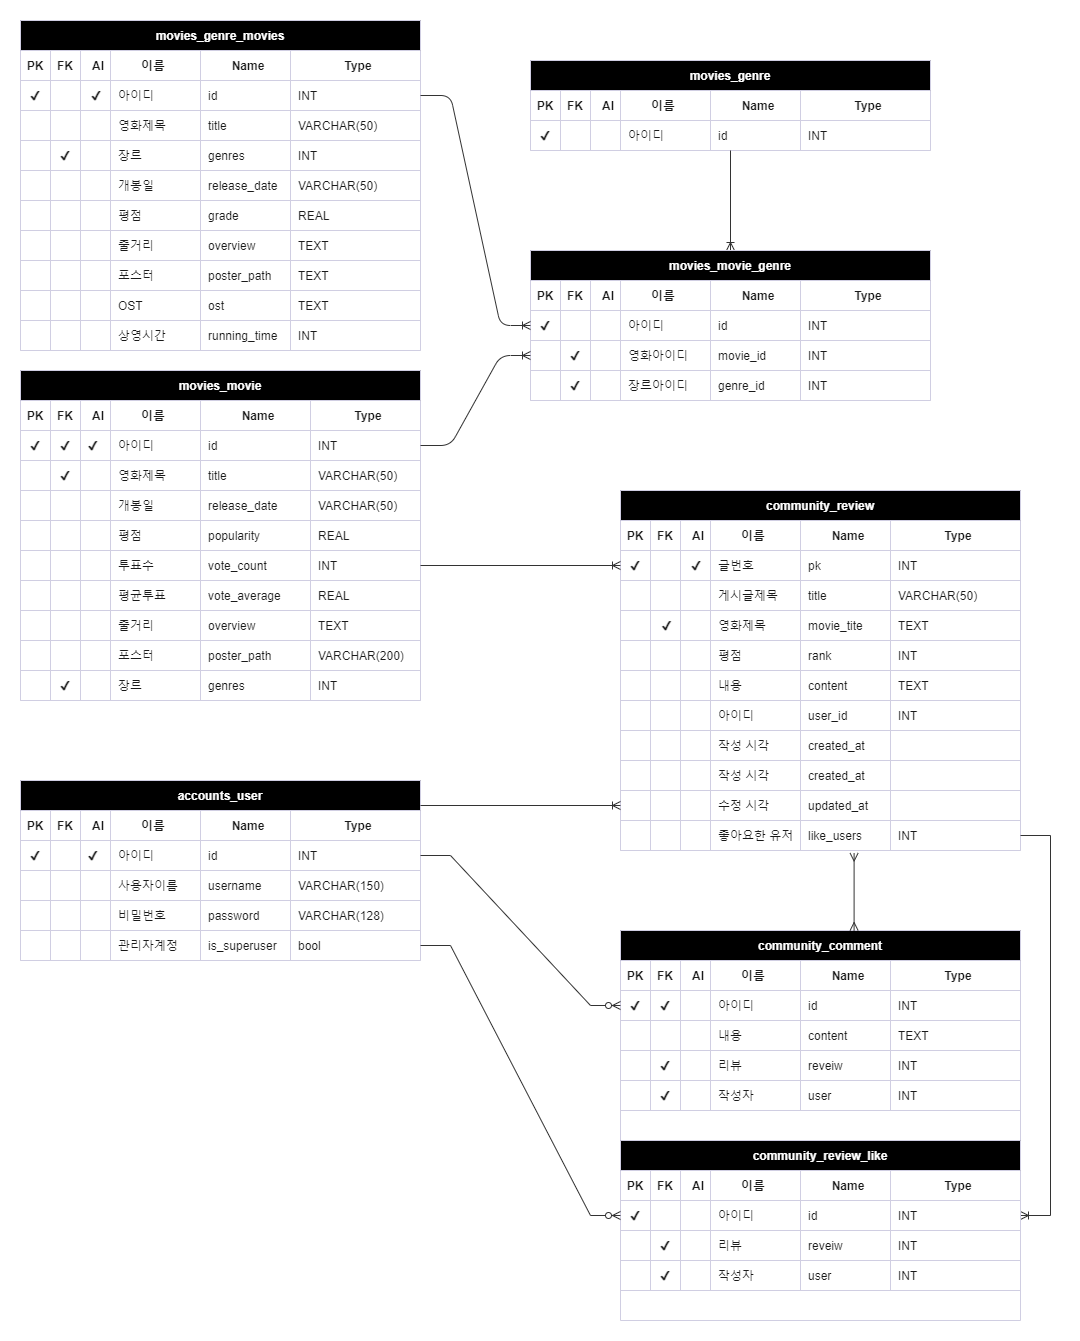 movies_genre_movies
PK FK AI 이름 Name Type
✔ ✔ 아이디 id INT
영화제목 title VARCHAR(50)
✔ 장르 genres INT
개봉일 release_date VARCHAR(50)
평점 grade REAL
줄거리 overview TEXT
포스터 poster_path TEXT
OST ost TEXT
상영시간 running_time INT
movies_genre
PK FK AI 이름 Name Type
✔ 아이디 id INT
movies_movie_genre
PK FK AI 이름 Name Type
✔ 아이디 id INT
✔ 영화아이디 movie_id INT
✔ 장르아이디 genre_id INT
movies_movie
PK FK AI 이름 Name Type
✔ ✔ ✔ 아이디 id INT
✔ 영화제목 title VARCHAR(50)
개봉일 release_date VARCHAR(50)
평점 popularity REAL
투표수 vote_count INT
평균투표 vote_average REAL
줄거리 overview TEXT
포스터 poster_path VARCHAR(200)
✔ 장르 genres INT
community_review
PK FK AI 이름 Name Type
✔ ✔ 글번호 pk INT
게시글제목 title VARCHAR(50)
✔ 영화제목 movie_tite TEXT
평점 rank INT
내용 content TEXT
아이디 user_id INT
작성 시각 created_at
작성 시각 created_at
수정 시각 updated_at
좋아요한 유저 like_users INT
accounts_user
PK FK AI 이름 Name Type
✔ ✔ 아이디 id INT
사용자이름 username VARCHAR(150)
비밀번호 password VARCHAR(128)
관리자계정 is_superuser bool
community_comment
PK FK AI 이름 Name Type
✔ ✔ 아이디 id INT
내용 content TEXT
✔ 리뷰 reveiw INT
✔ 작성자 user INT
community_review_like
PK FK AI 이름 Name Type
✔ 아이디 id INT
✔ 리뷰 reveiw INT
✔ 작성자 user INT